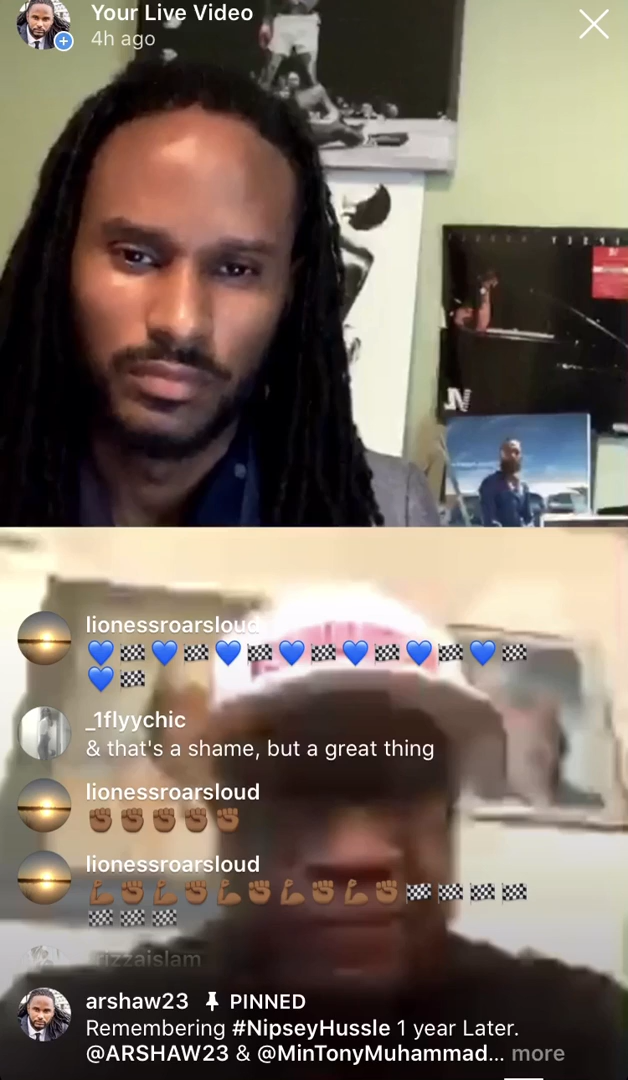 Your Live Video
4h ago
lionessroarsloud
💙🏁💙🏁💙🏁💙🏁💙🏁💙🏁💙🏁
💙🏁
_1flyychic
& that's a shame, but a great thing
lionessroarsloud
✊🏾✊🏾✊🏾✊🏾✊🏾
lionessroarsloud
💪🏾✊🏾💪🏾✊🏾💪🏾✊🏾💪🏾✊🏾💪🏾✊🏾🏁🏁🏁🏁
🏁🏁🏁
rizzaislam
arshaw23 📌 PINNED
Remembering #NipseyHussle 1 year Later.
@ARSHAW23 & @MinTonyMuhammad... more